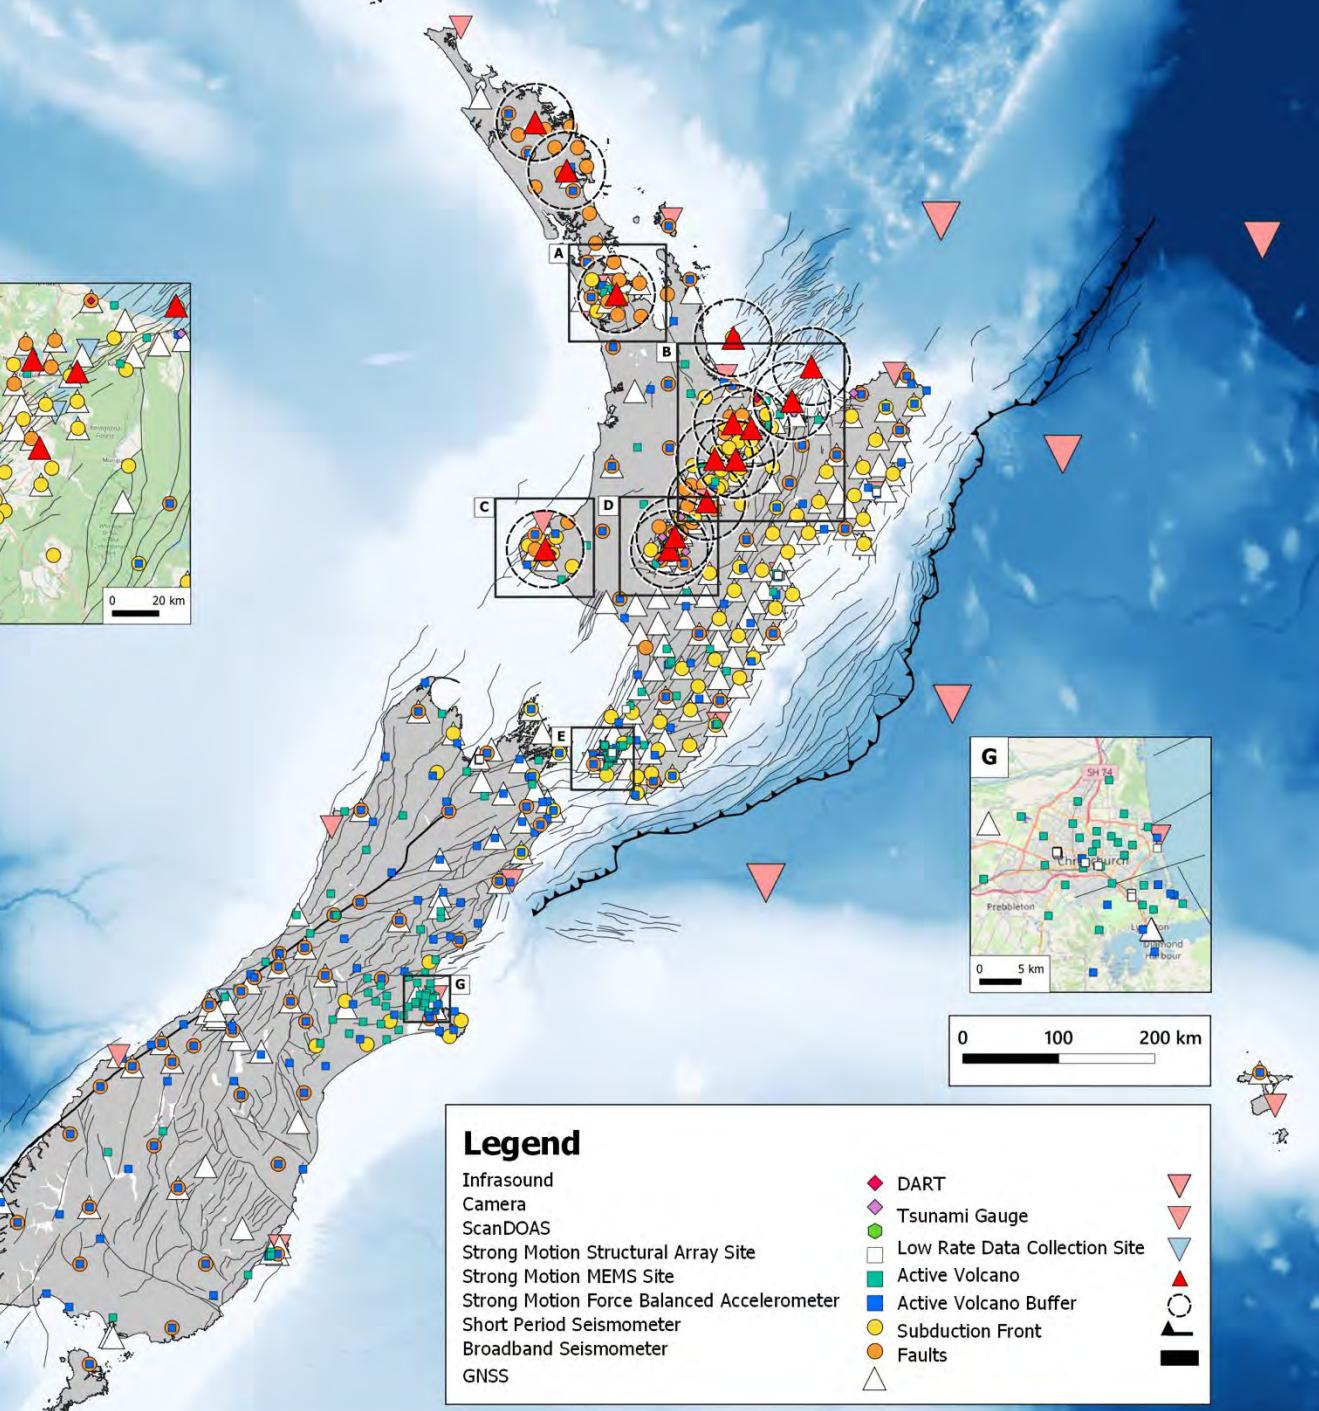 A
B
C
D
E
G
0 20 km
G
SH 74
Christchurch
Prebbleton
Diamond
Harbour
0 5 km
0 100 200 km
Legend
Infrasound
Camera
ScanDOAS
Strong Motion Structural Array Site
Strong Motion MEMS Site
Strong Motion Force Balanced Accelerometer
Short Period Seismometer
Broadband Seismometer
GNSS
DART
Tsunami Gauge
Low Rate Data Collection Site
Active Volcano
Active Volcano Buffer
Subduction Front
Faults